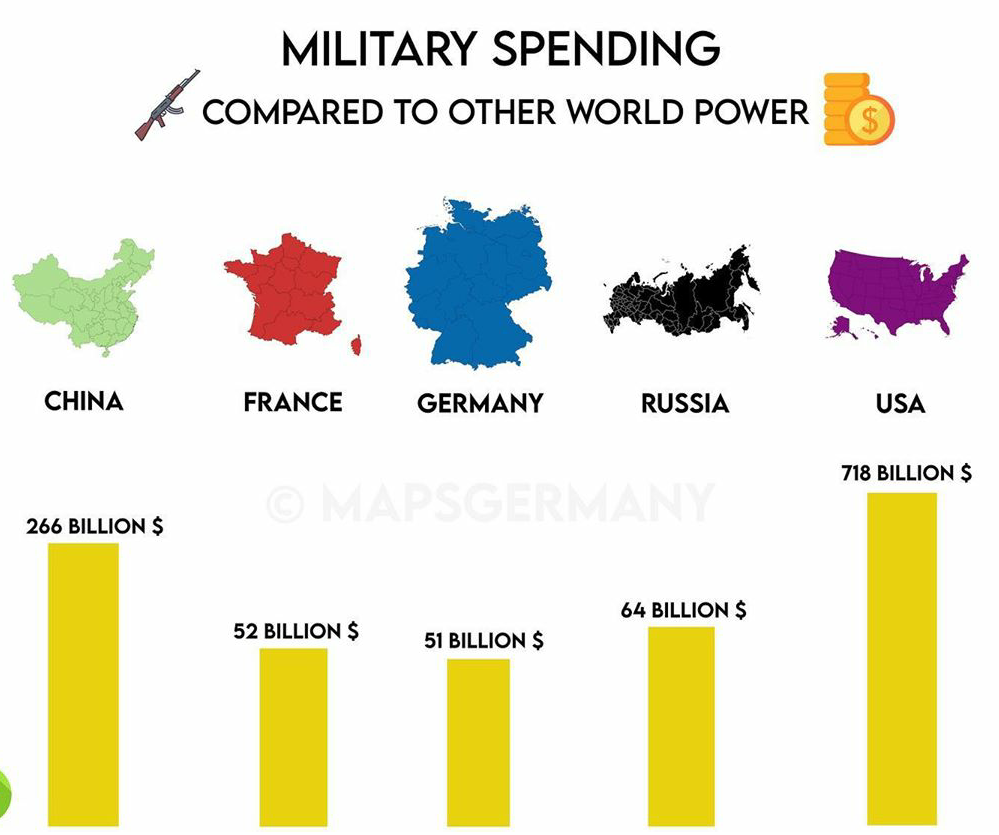 MILITARY SPENDING
COMPARED TO OTHER WORLD POWER
CHINA
FRANCE
GERMANY
RUSSIA
USA
© MAPSGERMANY
266 BILLION $
52 BILLION $
51 BILLION $
64 BILLION $
718 BILLION $
$